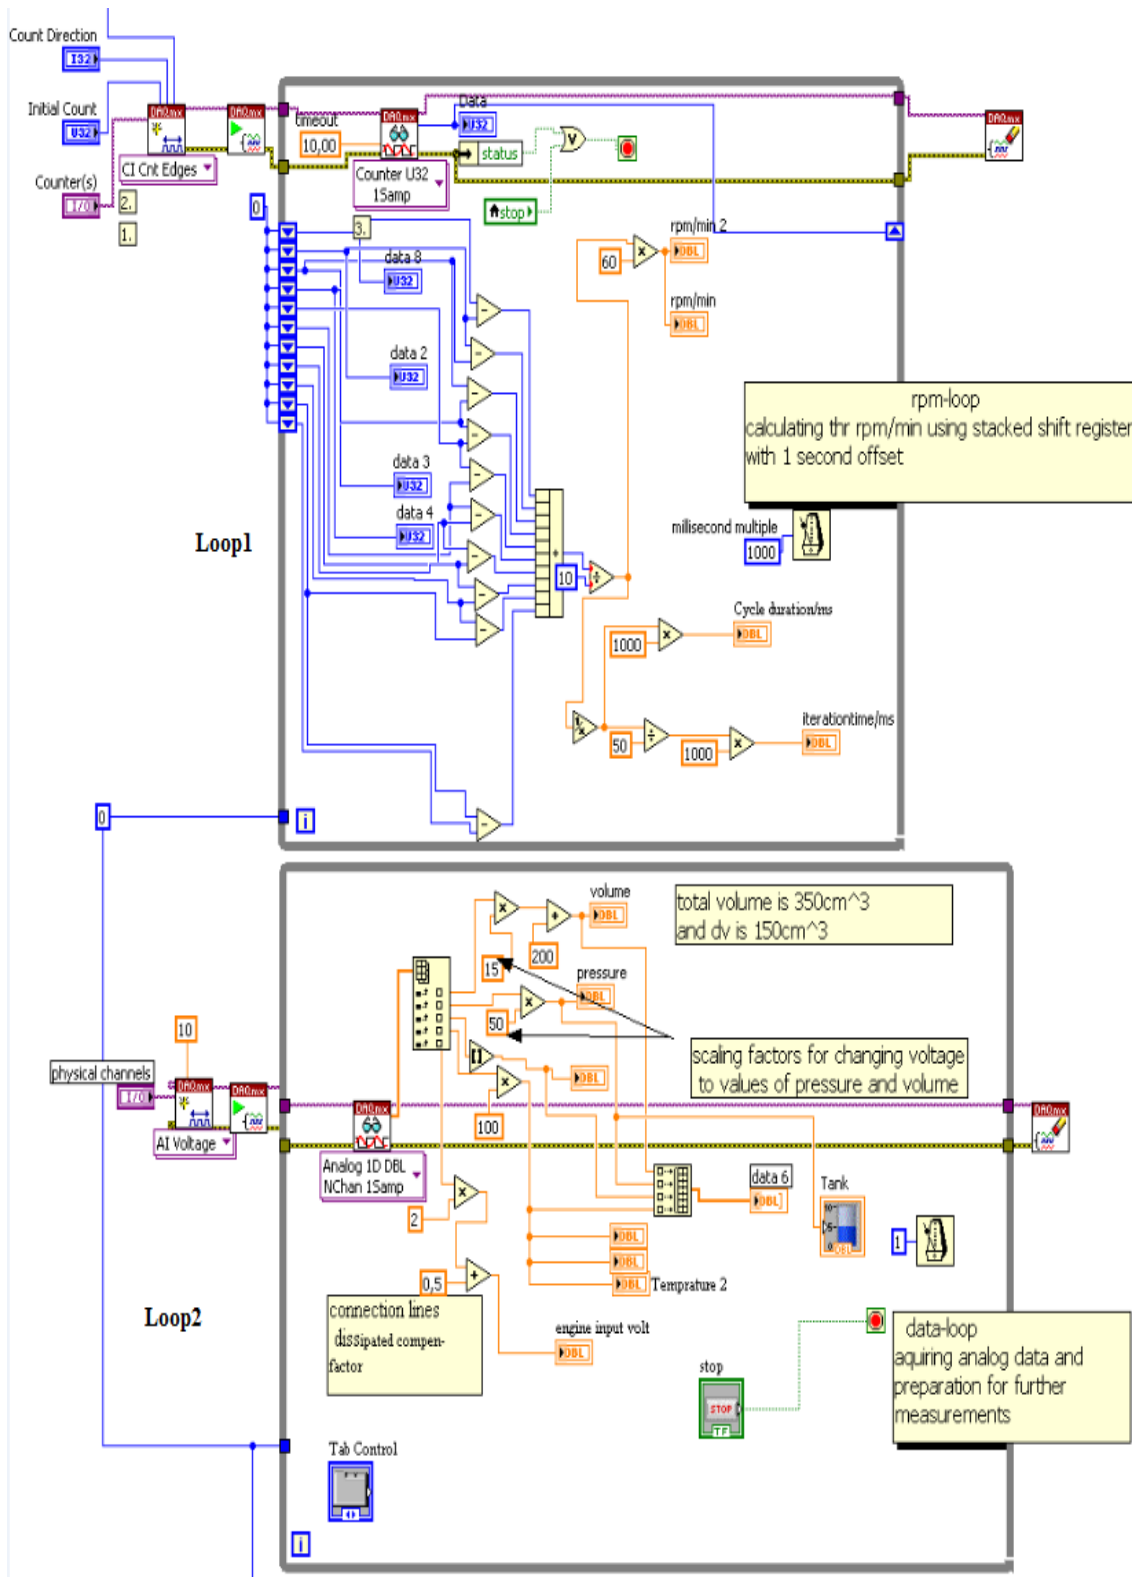 Count Direction
I32
Initial Count
U32
Counter(s)
I/O
DAQmx
DAQmx
CI Cnt Edges
2.
1.
timeout
10,00
DAQmx
Counter U32
1Samp
Data
U32
status
stop
DAQmx
0
3.
data 8
U32
data 2
U32
data 3
U32
data 4
U32
60
rpm/min 2
DBL
rpm/min
DBL
rpm-loop
calculating thr rpm/min using stacked shift register
with 1 second offset
Loop1
millisecond multiple
1000
10
Cycle duration/ms
1000
DBL
iterationtime/ms
50
1000
DBL
0
i
volume
DBL
total volume is 350cm^3
and dv is 150cm^3
200
15
pressure
DBL
50
scaling factors for changing voltage
to values of pressure and volume
10
physical channels
I/O
DAQmx
DAQmx
AI Voltage
DBL
100
DAQmx
Analog 1D DBL
NChan 1Samp
DAQmx
data 6
DBL
Tank
10
5
0
DBL
2
1
DBL
DBL
DBL
Temprature 2
0,5
Loop2
connection lines
dissipated compen-
factor
engine input volt
DBL
stop
STOP
TF
data-loop
aquiring analog data and
preparation for further
measurements
Tab Control
i